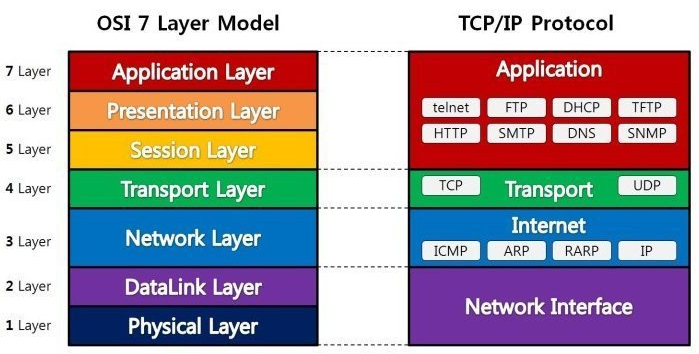 OSI 7 Layer Model
TCP/IP Protocol
7 Layer
Application Layer
Application
6 Layer
Presentation Layer
telnet FTP DHCP TFTP
HTTP SMTP DNS SNMP
5 Layer
Session Layer
4 Layer
Transport Layer
TCP Transport UDP
3 Layer
Network Layer
Internet
ICMP ARP RARP IP
2 Layer
DataLink Layer
Network Interface
1 Layer
Physical Layer